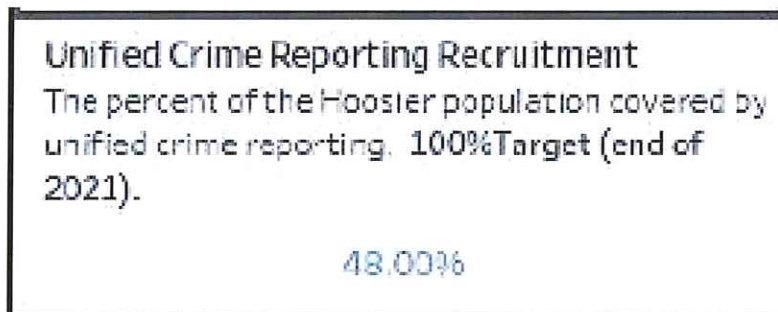 Unified Crime Reporting Recruitment
The percent of the Hoosier population covered by
unified crime reporting. 100%Target (end of
2021).
48.00%